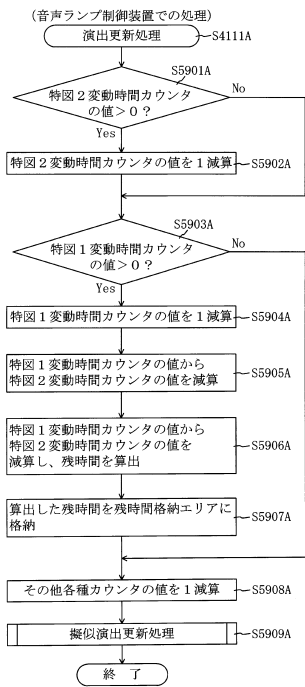 (音声ランプ制御装置での処理)
演出更新処理
S4111A
S5901A
特図2変動時間カウンタ
の値>0?
No
Yes
特図2変動時間カウンタの値を1減算
S5902A
S5903A
特図1変動時間カウンタ
の値>0?
No
Yes
特図1変動時間カウンタの値を1減算
S5904A
特図1変動時間カウンタの値から
特図2変動時間カウンタの値を減算
S5905A
特図1変動時間カウンタの値から
特図2変動時間カウンタの値を
減算し、残時間を算出
S5906A
算出した残時間を残時間格納エリアに
格納
S5907A
その他各種カウンタの値を1減算
S5908A
擬似演出更新処理
S5909A
終 了